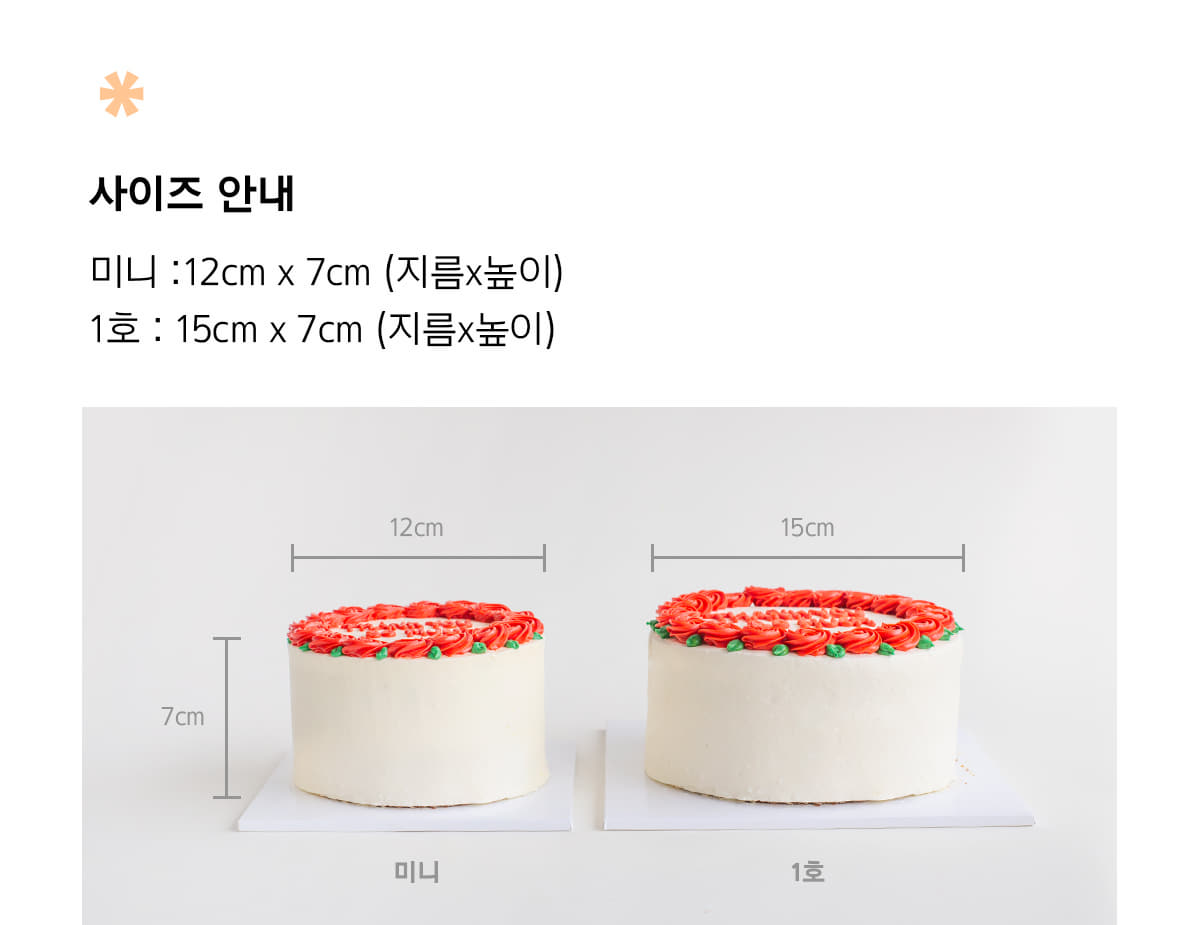 사이즈 안내
미니 :12cm x 7cm (지름x높이)
1호 : 15cm x 7cm (지름x높이)
12cm
15cm
7cm
미니
1호